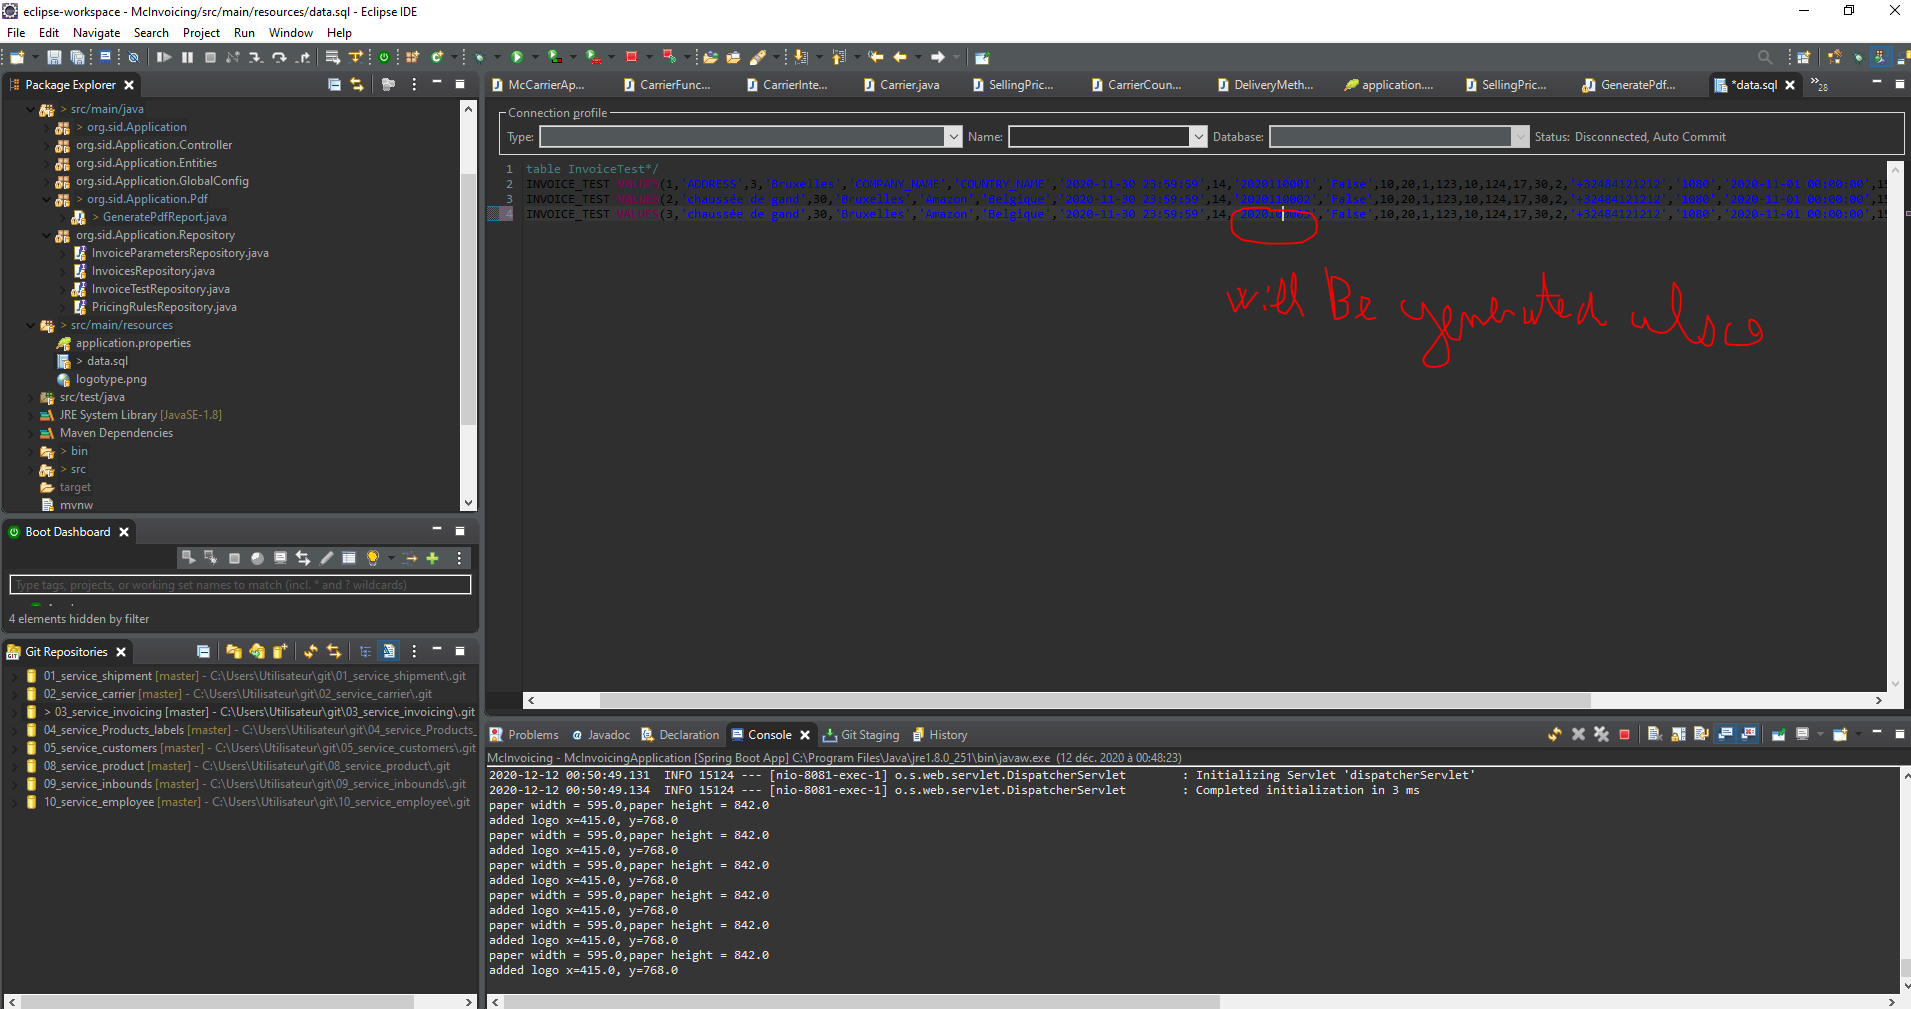 eclipse-workspace - McInvoicing/src/main/resources/data.sql - Eclipse IDE
File Edit Navigate Search Project Run Window Help
Package Explorer
> src/main/java
> org.sid.Application
org.sid.Application.Controller
org.sid.Application.Entities
org.sid.Application.GlobalConfig
> org.sid.Application.Pdf
> GeneratePdfReport.java
org.sid.Application.Repository
InvoiceParametersRepository.java
InvoicesRepository.java
InvoiceTestRepository.java
PricingRulesRepository.java
> src/main/resources
application.properties
> data.sql
logotype.png
src/test/java
JRE System Library [JavaSE-1.8]
Maven Dependencies
> bin
> src
target
mvnw
Boot Dashboard
Type tags, projects, or working set names to match (incl. * and ? wildcards)
4 elements hidden by filter
Git Repositories
01_service_shipment [master] - C:\Users\Utilisateur\git\01_service_shipment\.git
02_service_carrier [master] - C:\Users\Utilisateur\git\02_service_carrier\.git
> 03_service_invoicing [master] - C:\Users\Utilisateur\git\03_service_invoicing\.git
04_service_Products_labels [master] - C:\Users\Utilisateur\git\04_service_Products_
05_service_customers [master] - C:\Users\Utilisateur\git\05_service_customers\.git
08_service_product [master] - C:\Users\Utilisateur\git\08_service_product\.git
09_service_inbounds [master] - C:\Users\Utilisateur\git\09_service_inbounds\.git
10_service_employee [master] - C:\Users\Utilisateur\git\10_service_employee\.git
McCarrierAp... CarrierFunc... CarrierInte... Carrier.java SellingPric... CarrierCoun... DeliveryMeth... application.... SellingPric... GeneratePdf... *data.sql »28
Connection profile
Type: Name: Database: Status: Disconnected, Auto Commit
1 table InvoiceTest*/
2 INVOICE_TEST VALUES(1,'ADDRESS',3,'Bruxelles','COMPANY_NAME','COUNTRY_NAME','2020-11-30 23:59:59',14,'2020110001','False',10,20,1,123,10,124,17,30,2,'+32484121212','1080','2020-11-01 00:00:00',15
3 INVOICE_TEST VALUES(2,'chaussée de gand',30,'Bruxelles','Amazon','Belgique','2020-11-30 23:59:59',14,'2020110002','False',10,20,1,123,10,124,17,30,2,'+32484121212','1080','2020-11-01 00:00:00',15
4 INVOICE_TEST VALUES(3,'chaussée de gand',30,'Bruxelles','Amazon','Belgique','2020-11-30 23:59:59',14, 'False',10,20,1,123,10,124,17,30,2,'+32484121212','1080','2020-11-01 00:00:00',15
will Be generated also
Problems Javadoc Declaration Console Git Staging History
McInvoicing - McInvoicingApplication [Spring Boot App] C:\Program Files\Java\jre1.8.0_251\bin\javaw.exe (12 déc. 2020 à 00:48:23)
2020-12-12 00:50:49.131 INFO 15124 --- [nio-8081-exec-1] o.s.web.servlet.DispatcherServlet : Initializing Servlet 'dispatcherServlet'
2020-12-12 00:50:49.134 INFO 15124 --- [nio-8081-exec-1] o.s.web.servlet.DispatcherServlet : Completed initialization in 3 ms
paper width = 595.0,paper height = 842.0
added logo x=415.0, y=768.0
paper width = 595.0,paper height = 842.0
added logo x=415.0, y=768.0
paper width = 595.0,paper height = 842.0
added logo x=415.0, y=768.0
paper width = 595.0,paper height = 842.0
added logo x=415.0, y=768.0
paper width = 595.0,paper height = 842.0
added logo x=415.0, y=768.0
paper width = 595.0,paper height = 842.0
added logo x=415.0, y=768.0